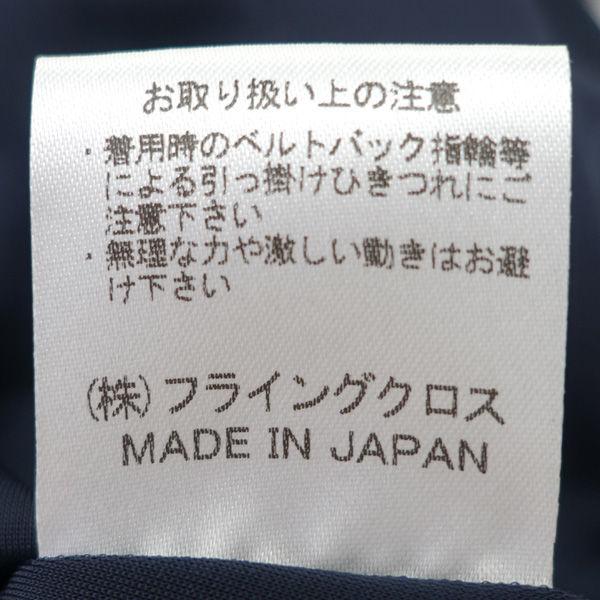 お取り扱い上の注意
・着用時のベルトバック指輪等
による引っ掛けひきつれにご
注意下さい
・無理な力や激しい動きはお避
け下さい
(株)フライングクロス
MADE IN JAPAN